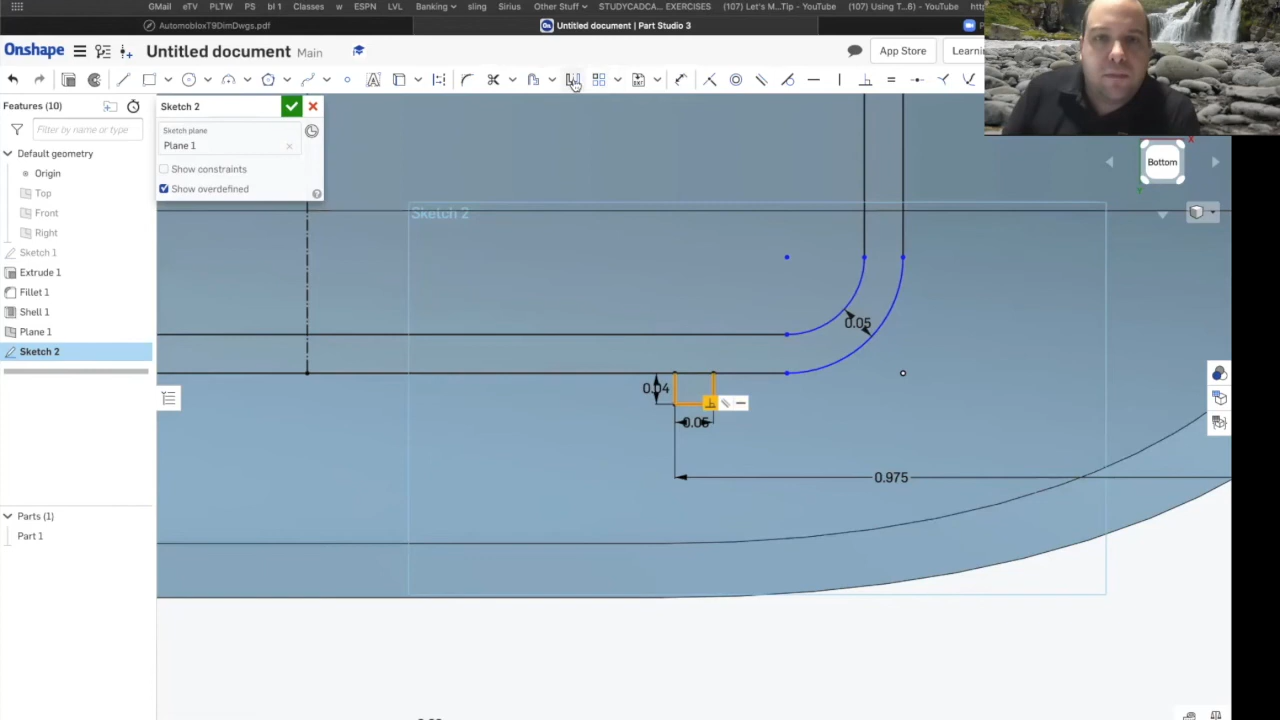 GMail eTV PLTW PS bl 1 Classes w ESPN LVL Banking sling Sirius Other Stuff STUDYCADCA... EXERCISES (107) Let's M...Tip - YouTube (107) Using T...6) - YouTube
AutomobloxT9DimDwgs.pdf
Untitled document | Part Studio 3
Onshape
Untitled document Main
App Store
Sketch 2
Features (10)
Filter by name or type
Sketch plane
Plane 1
Show constraints
Show overdefined
Default geometry
Origin
Top
Front
Right
Sketch 1
Extrude 1
Fillet 1
Shell 1
Plane 1
Sketch 2
Parts (1)
Part 1
Sketch 2
Bottom
X
0.05
0.04
0.05
0.975